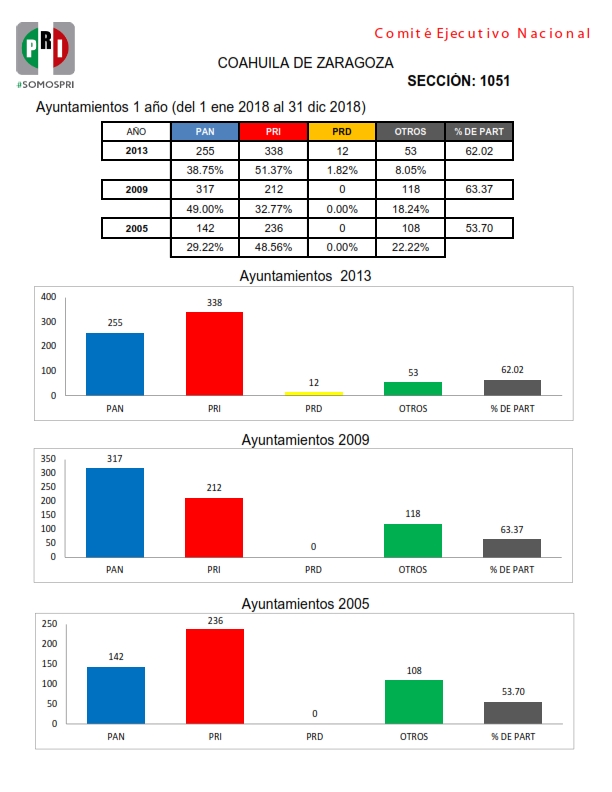 Comité Ejecutivo Nacional
PRI
#SOMOSPRI
COAHUILA DE ZARAGOZA
SECCIÓN: 1051
Ayuntamientos 1 año (del 1 ene 2018 al 31 dic 2018)
AÑO PAN PRI PRD OTROS % DE PART
2013 255 338 12 53 62.02
38.75% 51.37% 1.82% 8.05%
2009 317 212 0 118 63.37
49.00% 32.77% 0.00% 18.24%
2005 142 236 0 108 53.70
29.22% 48.56% 0.00% 22.22%
Ayuntamientos 2013
400
300
200
100
0
255 338 12 53 62.02
PAN PRI PRD OTROS % DE PART
Ayuntamientos 2009
350
300
250
200
150
100
50
0
317 212 0 118 63.37
PAN PRI PRD OTROS % DE PART
Ayuntamientos 2005
250
200
150
100
50
0
142 236 0 108 53.70
PAN PRI PRD OTROS % DE PART